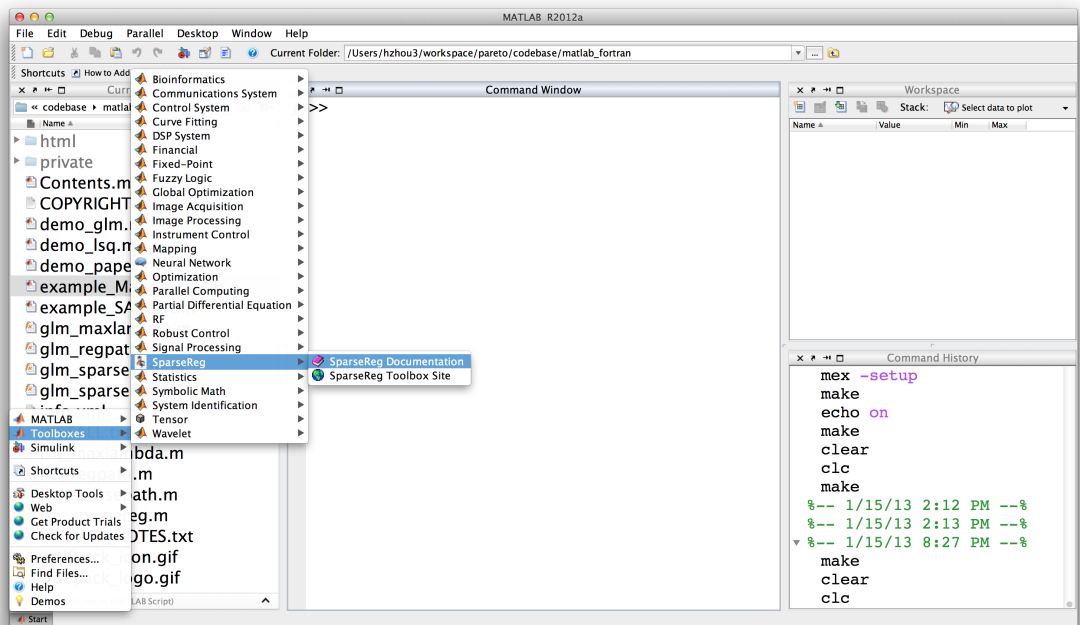 MATLAB R2012a
File Edit Debug Parallel Desktop Window Help
Current Folder: /Users/hzhou3/workspace/pareto/codebase/matlab_fortran
Shortcuts How to Add
Curr
« codebase ▸ matla
Name
html
private
Contents.m
COPYRIGHT
demo_glm.
demo_lsq.m
demo_pape
example_Ma
example_SA
glm_maxlar
glm_regpat
glm_sparse
glm_sparse
MATLAB
Toolboxes
Simulink
Shortcuts
Desktop Tools
Web
Get Product Trials
Check for Updates
Preferences...
Find Files...
Help
Demos
Start
bda.m
.m
ath.m
eg.m
OTES.txt
con.gif
ogo.gif
LAB Script)
Bioinformatics
Communications System
Control System
Curve Fitting
DSP System
Financial
Fixed-Point
Fuzzy Logic
Global Optimization
Image Acquisition
Image Processing
Instrument Control
Mapping
Neural Network
Optimization
Parallel Computing
Partial Differential Equation
RF
Robust Control
Signal Processing
SparseReg
Statistics
Symbolic Math
System Identification
Tensor
Wavelet
SparseReg Documentation
SparseReg Toolbox Site
Command Window
>>
Workspace
Stack: Select data to plot
Name Value Min Max
Command History
mex -setup
make
echo on
make
clear
clc
make
%-- 1/15/13 2:12 PM --%
%-- 1/15/13 2:13 PM --%
%-- 1/15/13 8:27 PM --%
make
clear
clc